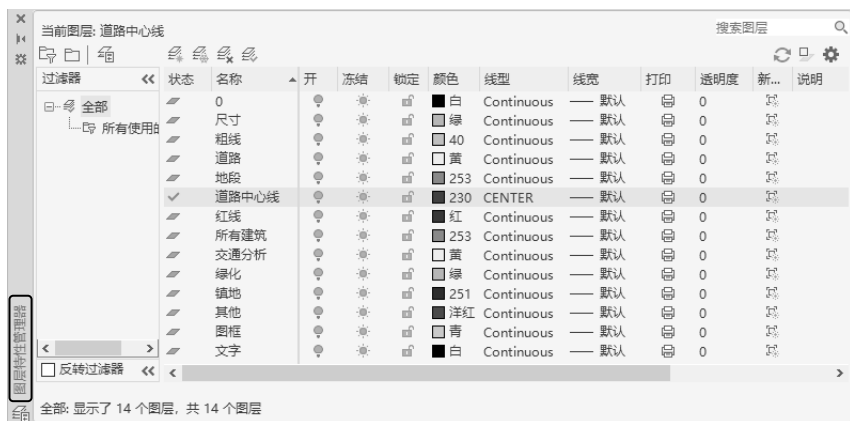 当前图层: 道路中心线
搜索图层
过滤器
全部
所有使用的
反转过滤器
状态 名称 开 冻结 锁定 颜色 线型 线宽 打印 透明度 新... 说明
0 白 Continuous 默认 0
尺寸 绿 Continuous 默认 0
粗线 40 Continuous 默认 0
道路 黄 Continuous 默认 0
地段 253 Continuous 默认 0
道路中心线 230 CENTER 默认 0
红线 红 Continuous 默认 0
所有建筑 253 Continuous 默认 0
交通分析 黄 Continuous 默认 0
绿化 绿 Continuous 默认 0
镇地 251 Continuous 默认 0
其他 洋红 Continuous 默认 0
图框 青 Continuous 默认 0
文字 白 Continuous 默认 0
图层特性管理器
全部: 显示了 14 个图层，共 14 个图层